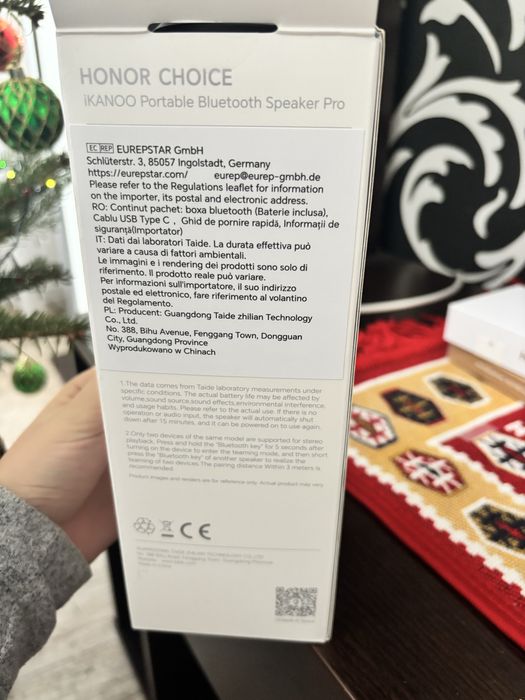 HONOR CHOICE
iKANOO Portable Bluetooth Speaker Pro
EC REP EUREPSTAR GmbH
Schlüterstr. 3, 85057 Ingolstadt, Germany
https://eurepstar.com/ eurep@eurep-gmbh.de
Please refer to the Regulations leaflet for information
on the importer, its postal and electronic address.
RO: Continut pachet: boxa bluetooth (Baterie inclusa),
Cablu USB Type C , Ghid de pornire rapidă, Informații de
siguranță(Importator)
IT: Dati dai laboratori Taide. La durata effettiva può
variare a causa di fattori ambientali.
Le immagini e i rendering dei prodotti sono solo di
riferimento. Il prodotto reale può variare.
Per informazioni sull'importatore, il suo indirizzo
postale ed elettronico, fare riferimento al volantino
del Regolamento.
PL: Producent: Guangdong Taide zhilian Technology
Co., Ltd.
No. 388, Bihu Avenue, Fenggang Town, Dongguan
City, Guangdong Province
Wyprodukowano w Chinach
1.The data comes from Taide laboratory measurements under
specific conditions. The actual battery life may be affected by
volume,sound source,sound effects,environmental interference,
and usage habits. Please refer to the actual use. If there is no
operation or audio input, the speaker will automatically shut
down after 15 minutes, and it can be powered on to use again.
2.Only two devices of the same model are supported for stereo
playback. Press and hold the "Bluetooth key" for 5 seconds after
turning on the device to enter the teaming mode, and then short
press the "Bluetooth key" of another speaker to realize the
teaming of two devices.The pairing distance Within 3 meters is
recommended.
Product images and renders are for reference only. Actual product may vary.
CE